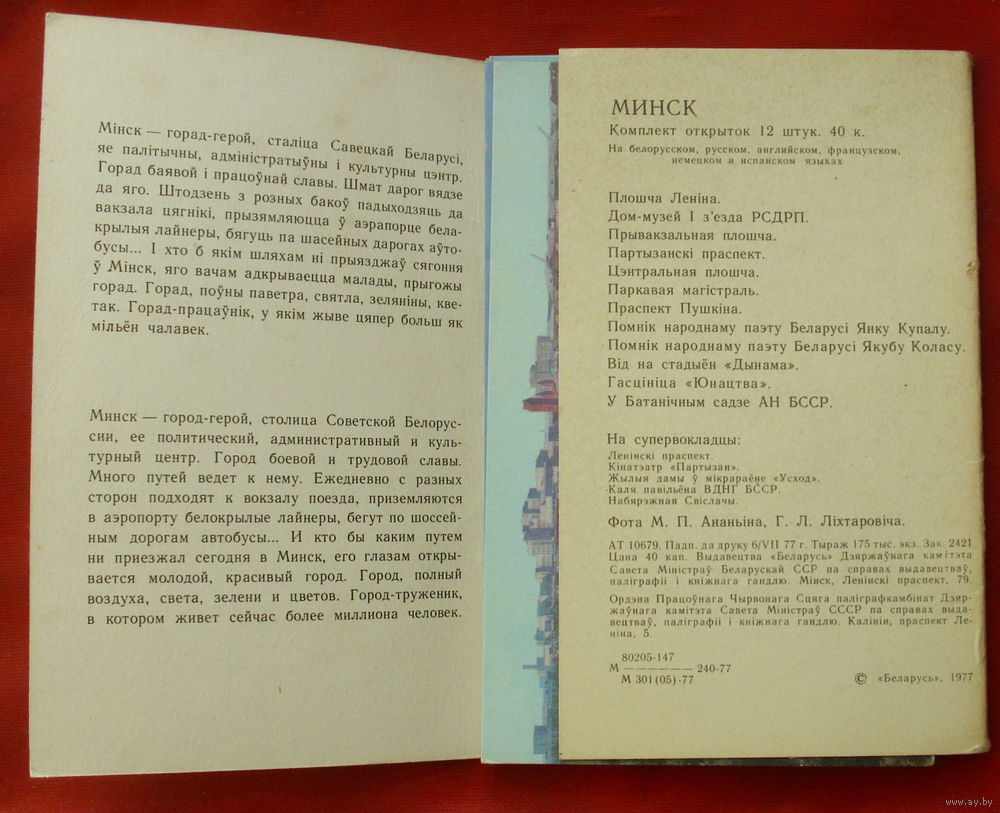 Мінск — горад-герой, сталіца Савецкай Беларусі,
яе палітычны, адміністратыўны і культурны цэнтр.
Горад баявой і працоўнай славы. Шмат дарог вядзе
да яго. Штодзень з розных бакоў падыходзяць да
вакзала цягнікі, прызямляюцца ў аэрапорце бела-
крылыя лайнеры, бягуць па шасейных дарогах аўто-
бусы... І хто б якім шляхам ні прыязджаў сягоння
ў Мінск, яго вачам адкрываецца малады, прыгожы
горад. Горад, поўны паветра, святла, зеляніны, кве-
так. Горад-працаўнік, у якім жыве цяпер больш як
мільён чалавек.
Минск — город-герой, столица Советской Белорус-
сии, ее политический, административный и куль-
турный центр. Город боевой и трудовой славы.
Много путей ведет к нему. Ежедневно с разных
сторон подходят к вокзалу поезда, приземляются
в аэропорту белокрылые лайнеры, бегут по шоссей-
ным дорогам автобусы... И кто бы каким путем
ни приезжал сегодня в Минск, его глазам откры-
вается молодой, красивый город. Город, полный
воздуха, света, зелени и цветов. Город-труженик,
в котором живет сейчас более миллиона человек.
МИНСК
Комплект открыток 12 штук. 40 к.
На белорусском, русском, английском, французском,
немецком и испанском языках
Плошча Леніна.
Дом-музей I з'езда РСДРП.
Прывакзальная плошча.
Партызанскі праспект.
Цэнтральная плошча.
Паркавая магістраль.
Праспект Пушкіна.
Помнік народнаму паэту Беларусі Янку Купалу.
Помнік народнаму паэту Беларусі Якубу Коласу.
Від на стадыён «Дынама».
Гасцініца «Юнацтва».
У Батанічным садзе АН БССР.
На супервокладцы:
Ленінскі праспект.
Кінатэатр «Партызан».
Жылыя дамы ў мікрараёне «Усход».
Каля павільёна ВДНГ БССР.
Набярэжная Свіслачы.
Фота М. П. Ананьіна, Г. Л. Ліхтаровіча.
АТ 10679. Падп. да друку 6/VII 77 г. Тыраж 175 тыс. экз. Зак. 2421
Цана 40 кап. Выдавецтва «Беларусь» Дзяржаўнага камітэта
Савета Міністраў Беларускай ССР па справах выдавецтваў,
паліграфіі і кніжнага гандлю. Мінск, Ленінскі праспект, 79.
Ордэна Працоўнага Чырвонага Сцяга паліграфкамбінат Дзяр-
жаўнага камітэта Савета Міністраў СССР па справах выда-
вецтваў, паліграфіі і кніжнага гандлю. Калінін, праспект Ле-
ніна, 5.
80205-147
М ——— 240-77
М 301(05)-77
© «Беларусь», 1977
www.ay.by